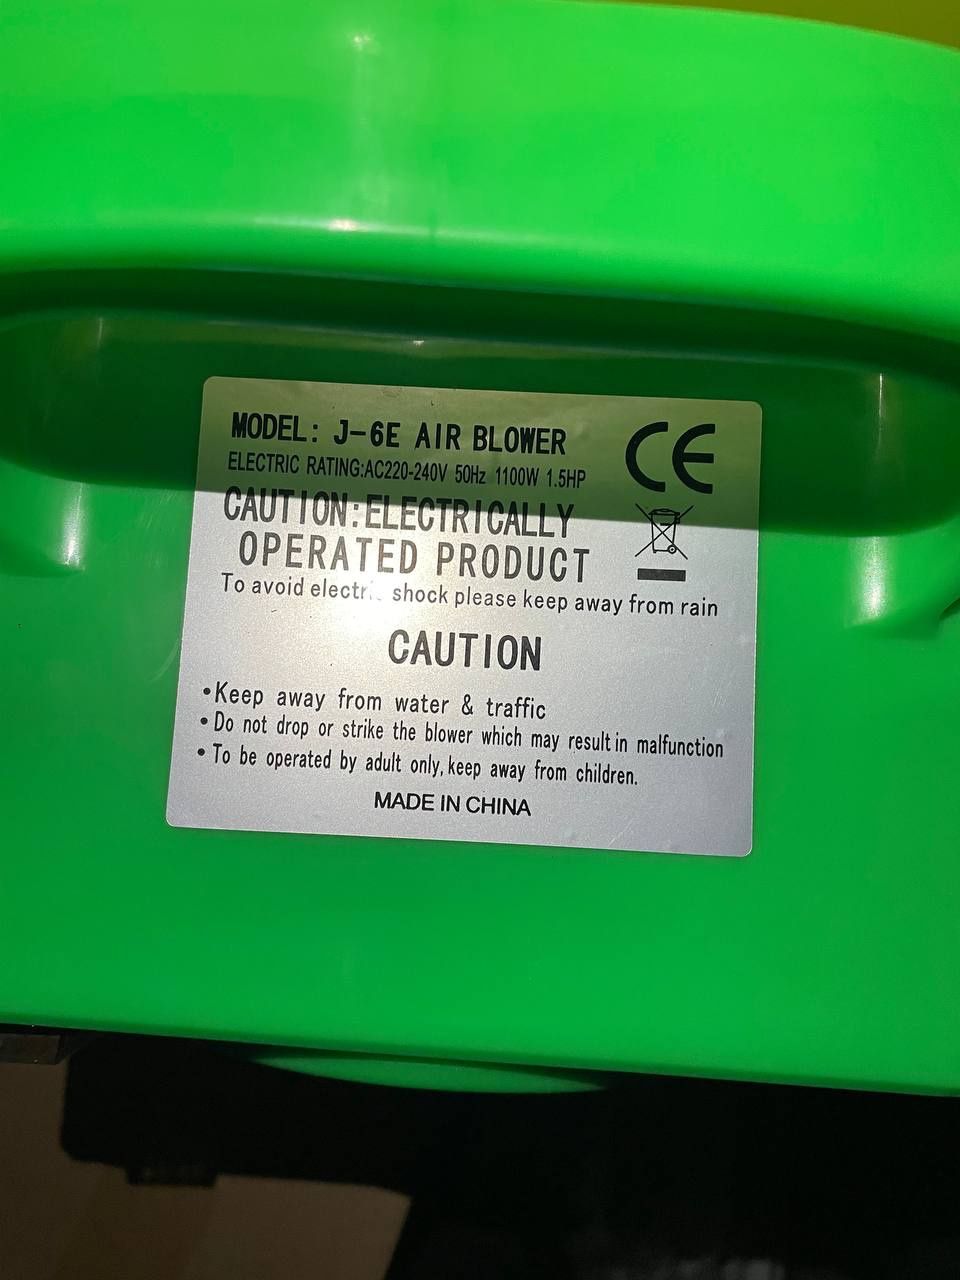 MODEL: J-6E AIR BLOWER
ELECTRIC RATING:AC220-240V 50Hz 1100W 1.5HP
CE
CAUTION:ELECTRICALLY
OPERATED PRODUCT
To avoid electric shock please keep away from rain
CAUTION
•Keep away from water & traffic
•Do not drop or strike the blower which may result in malfunction
•To be operated by adult only, keep away from children.
MADE IN CHINA